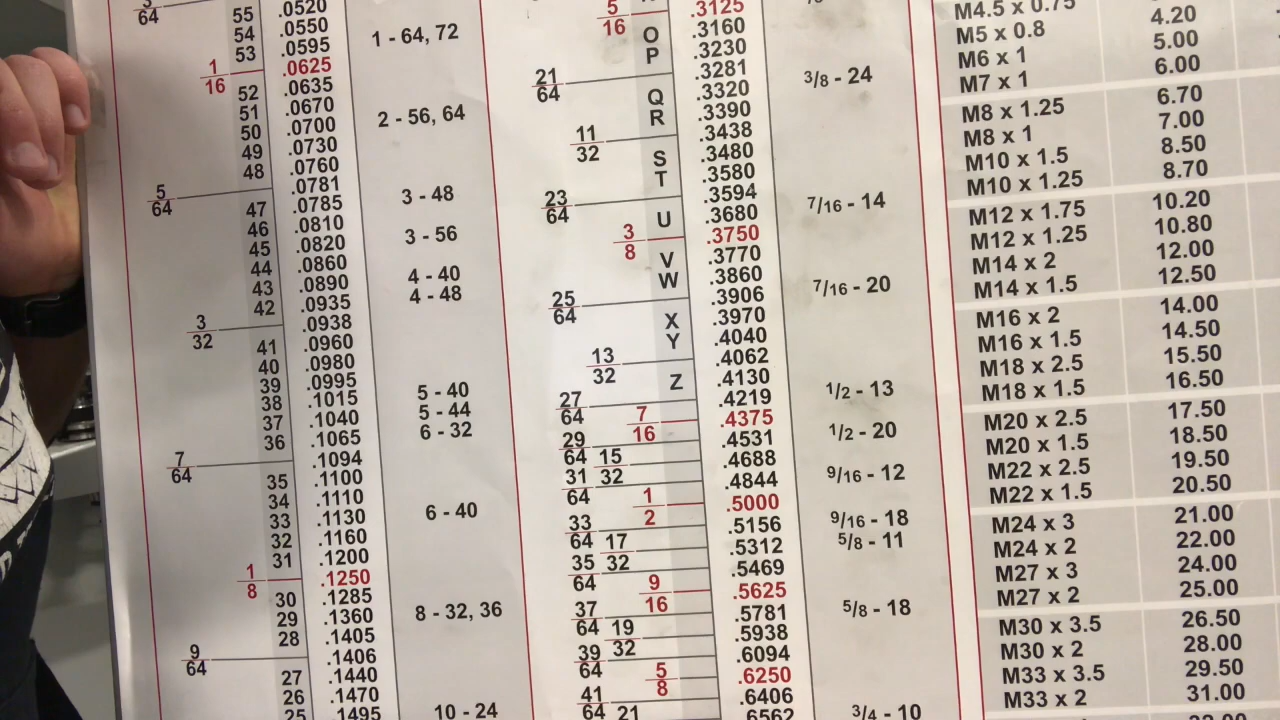 3/64
55 .0520
54 .0550
53 .0595 1 - 64, 72
1/16 .0625
52 .0635
51 .0670 2 - 56, 64
50 .0700
49 .0730
48 .0760
5/64 .0781
47 .0785 3 - 48
46 .0810
45 .0820 3 - 56
44 .0860
43 .0890 4 - 40
42 .0935 4 - 48
3/32 .0938
41 .0960
40 .0980
39 .0995
38 .1015 5 - 40
37 .1040 5 - 44
36 .1065 6 - 32
7/64 .1094
35 .1100
34 .1110
33 .1130 6 - 40
32 .1160
31 .1200
1/8 .1250
30 .1285
29 .1360 8 - 32, 36
28 .1405
9/64 .1406
27 .1440
26 .1470
25 .1495 10 - 24
5/16 .3125
O .3160
P .3230
21/64 .3281
Q .3320 3/8 - 24
R .3390
11/32 .3438
S .3480
T .3580
23/64 .3594
U .3680 7/16 - 14
3/8 .3750
V .3770
W .3860
25/64 .3906 7/16 - 20
X .3970
Y .4040
13/32 .4062
Z .4130
27/64 .4219 1/2 - 13
7/16 .4375
29/64 .4531 1/2 - 20
15/32 .4688
31/64 .4844 9/16 - 12
1/2 .5000
33/64 .5156 9/16 - 18
17/32 .5312 5/8 - 11
35/64 .5469
9/16 .5625
37/64 .5781 5/8 - 18
19/32 .5938
39/64 .6094
5/8 .6250
41/64 .6406
21 .6562 3/4 - 10
M4.5 x 0.75
M5 x 0.8 4.20
M6 x 1 5.00
M7 x 1 6.00
M8 x 1.25 6.70
M8 x 1 7.00
M10 x 1.5 8.50
M10 x 1.25 8.70
M12 x 1.75 10.20
M12 x 1.25 10.80
M14 x 2 12.00
M14 x 1.5 12.50
M16 x 2 14.00
M16 x 1.5 14.50
M18 x 2.5 15.50
M18 x 1.5 16.50
M20 x 2.5 17.50
M20 x 1.5 18.50
M22 x 2.5 19.50
M22 x 1.5 20.50
M24 x 3 21.00
M24 x 2 22.00
M27 x 3 24.00
M27 x 2 25.00
M30 x 3.5 26.50
M30 x 2 28.00
M33 x 3.5 29.50
M33 x 2 31.00